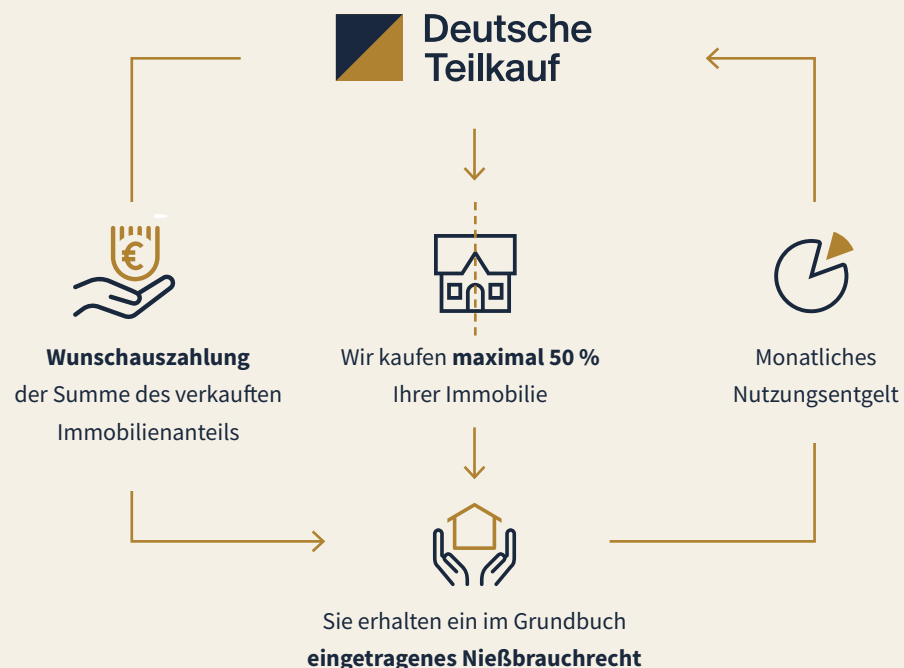 Deutsche
Teilkauf
€
Wunschauszahlung
der Summe des verkauften
Immobilienanteils
Wir kaufen maximal 50 %
Ihrer Immobilie
Monatliches
Nutzungsentgelt
Sie erhalten ein im Grundbuch
eingetragenes Nießbrauchrecht